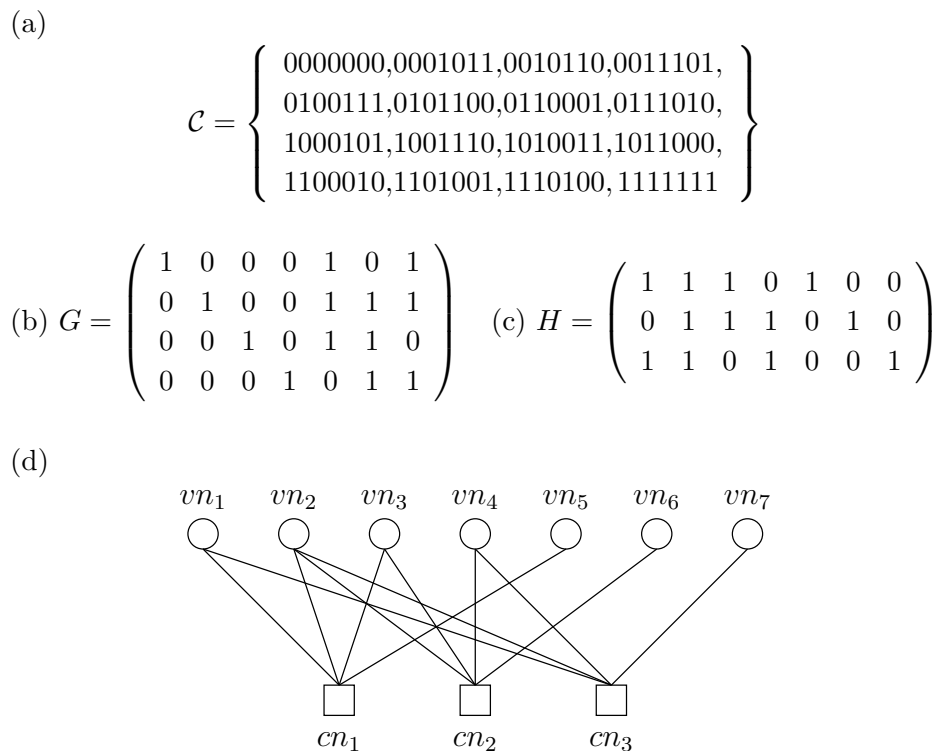 (a)
0000000,0001011,0010110,0011101,
0100111,0101100,0110001,0111010,
𝒞 =
1000101,1001110,1010011,1011000,
1100010,1101001,1110100,1111111
1 0 0 0 1 0 1
0 1 0 0 1 1 1
(b) G =
0 0 1 0 1 1 0
0 0 0 1 0 1 1
1 1 1 0 1 0 0
(c) H = 0 1 1 1 0 1 0
1 1 0 1 0 0 1
(d)
vn₁ vn₂ vn₃ vn₄ vn₅ vn₆ vn₇
cn₁ cn₂ cn₃